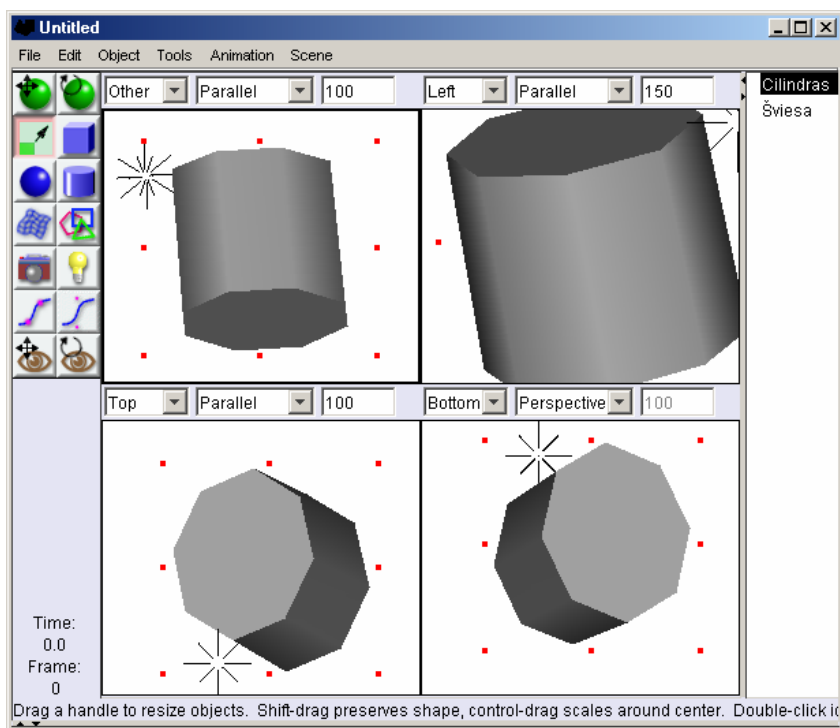 Untitled
File Edit Object Tools Animation Scene
Other Parallel 100 Left Parallel 150
Cilindras
Šviesa
Top Parallel 100 Bottom Perspective 100
Time:
0.0
Frame:
0
Drag a handle to resize objects. Shift-drag preserves shape, control-drag scales around center. Double-click